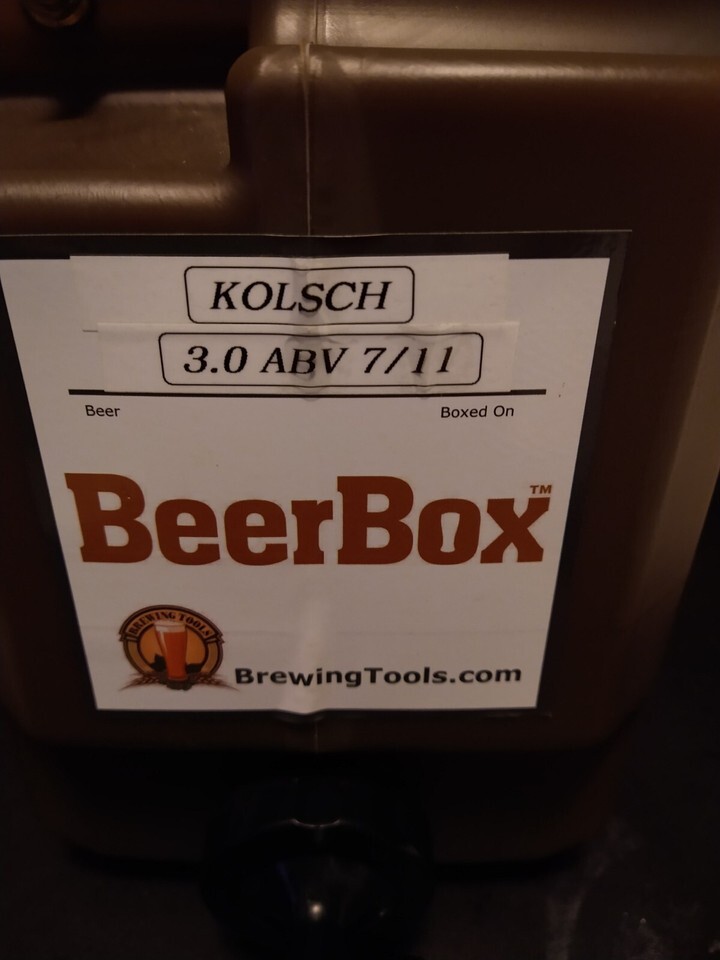 KOLSCH
3.0 ABV 7/11
Beer Boxed On
BeerBox™
BREWING TOOLS
BrewingTools.com